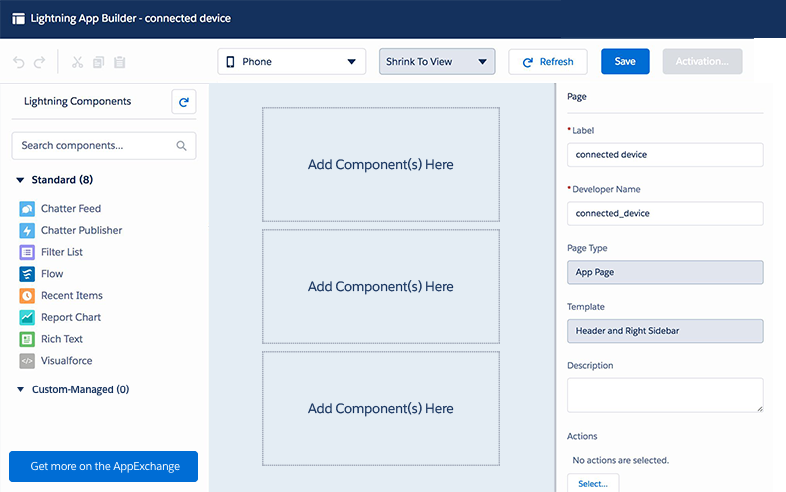 Lightning App Builder - connected device
Phone
Shrink To View
Refresh
Save
Activation...
Lightning Components
Search components...
Standard (8)
Chatter Feed
Chatter Publisher
Filter List
Flow
Recent Items
Report Chart
Rich Text
Visualforce
Custom-Managed (0)
Get more on the AppExchange
Add Component(s) Here
Add Component(s) Here
Add Component(s) Here
Page
*Label
connected device
*Developer Name
connected_device
Page Type
App Page
Template
Header and Right Sidebar
Description
Actions
No actions are selected.
Select...